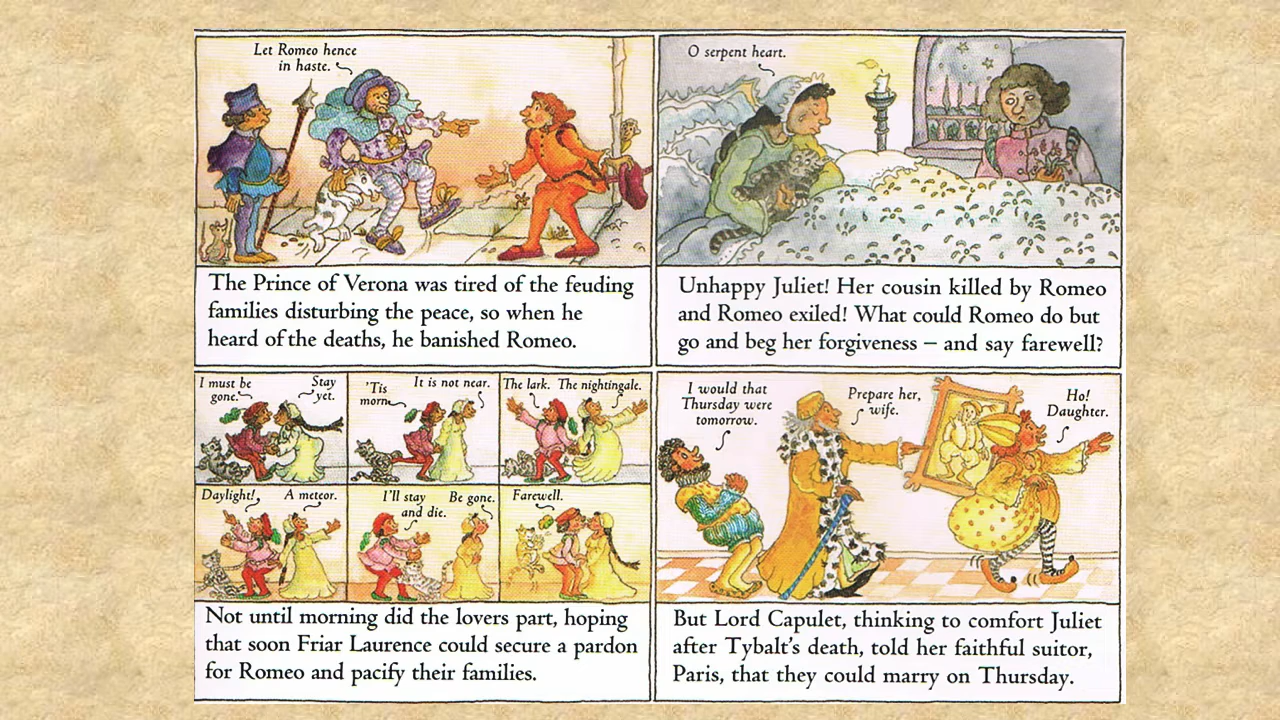 Let Romeo hence
in haste.
The Prince of Verona was tired of the feuding
families disturbing the peace, so when he
heard of the deaths, he banished Romeo.
O serpent heart.
Unhappy Juliet! Her cousin killed by Romeo
and Romeo exiled! What could Romeo do but
go and beg her forgiveness – and say farewell?
I must be
gone.
Stay
yet.
'Tis
morn.
It is not near.
The lark.
The nightingale.
Daylight!
A meteor.
I'll stay
and die.
Be gone.
Farewell.
Not until morning did the lovers part, hoping
that soon Friar Laurence could secure a pardon
for Romeo and pacify their families.
I would that
Thursday were
tomorrow.
Prepare her,
wife.
Ho!
Daughter.
But Lord Capulet, thinking to comfort Juliet
after Tybalt's death, told her faithful suitor,
Paris, that they could marry on Thursday.